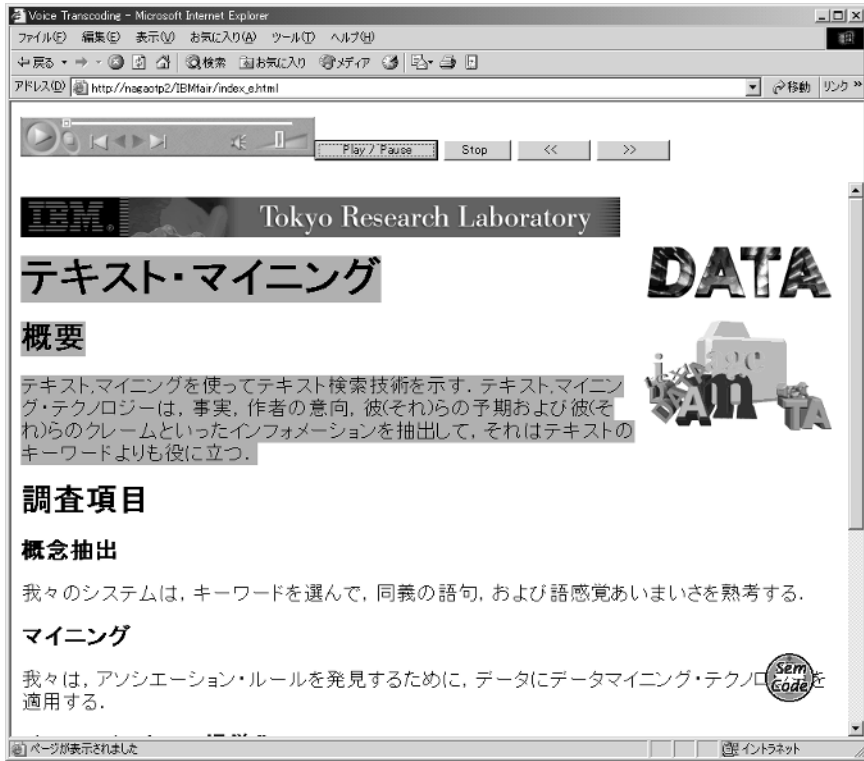 Voice Transcoding - Microsoft Internet Explorer
ファイル(F) 編集(E) 表示(V) お気に入り(A) ツール(T) ヘルプ(H)
戻る 検索 お気に入り メディア
アドレス(D) http://nagaotp2/IBMfair/index_e.html 移動 リンク »
Play / Pause Stop << >>
IBM. Tokyo Research Laboratory
DATA
テキスト・マイニング
概要
テキスト,マイニングを使ってテキスト検索技術を示す. テキスト,マイニン
グ・テクノロジーは, 事実, 作者の意向, 彼(それ)らの予期および彼(そ
れ)らのクレームといったインフォメーションを抽出して, それはテキストの
キーワードよりも役に立つ.
調査項目
概念抽出
我々のシステムは, キーワードを選んで, 同義の語句, および語感覚あいまいさを熟考する.
マイニング
我々は, アソシエーション・ルールを発見するために, データにデータマイニング・テクノロ を
適用する.
Sem
Code
ページが表示されました イントラネット